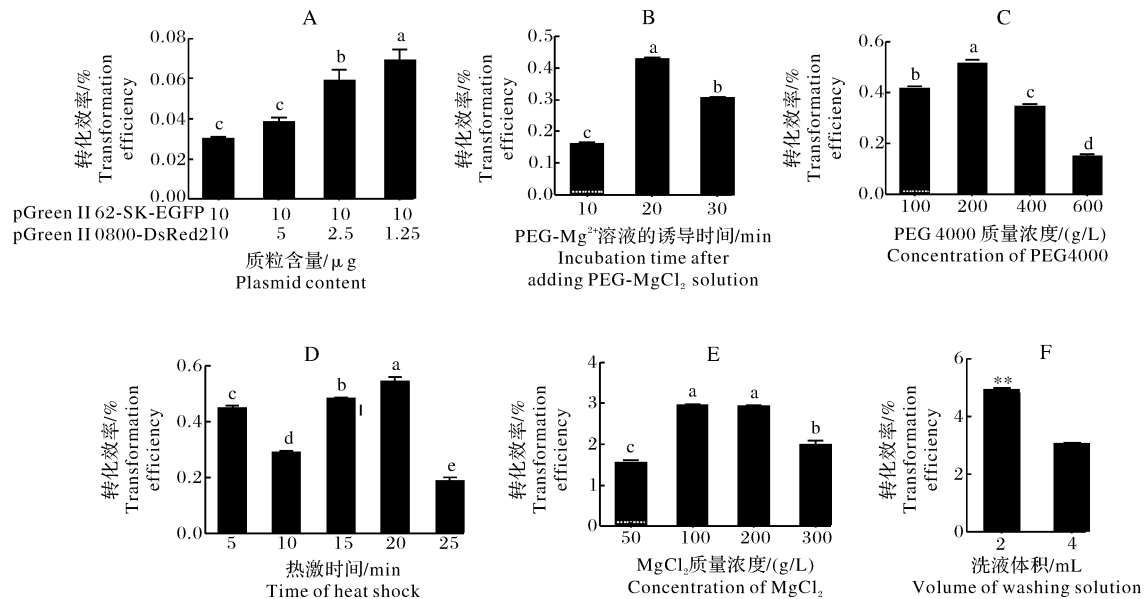 A
转化效率/%
Transformation
efficiency
0.08
0.06
0.04
0.02
0.00
c
c
b
a
pGreen II 62-SK-EGFP 10 10 10 10
pGreen II 0800-DsRed2 10 5 2.5 1.25
质粒含量/μg
Plasmid content
B
转化效率/%
Transformation
efficiency
0.5
0.4
0.3
0.2
0.1
0.0
c
a
b
10 20 30
PEG-Mg²⁺溶液的诱导时间/min
Incubation time after
adding PEG-MgCl₂ solution
C
转化效率/%
Transformation
efficiency
0.6
0.4
0.2
0.0
b
a
c
d
100 200 400 600
PEG 4000 质量浓度/(g/L)
Concentration of PEG4000
D
转化效率/%
Transformation
efficiency
0.6
0.4
0.2
0.0
c
d
b
a
e
5 10 15 20 25
热激时间/min
Time of heat shock
E
转化效率/%
Transformation
efficiency
4
3
2
1
0
c
a
a
b
50 100 200 300
MgCl₂质量浓度/(g/L)
Concentration of MgCl₂
F
转化效率/%
Transformation
efficiency
6
4
2
0
**
2 4
洗液体积/mL
Volume of washing solution